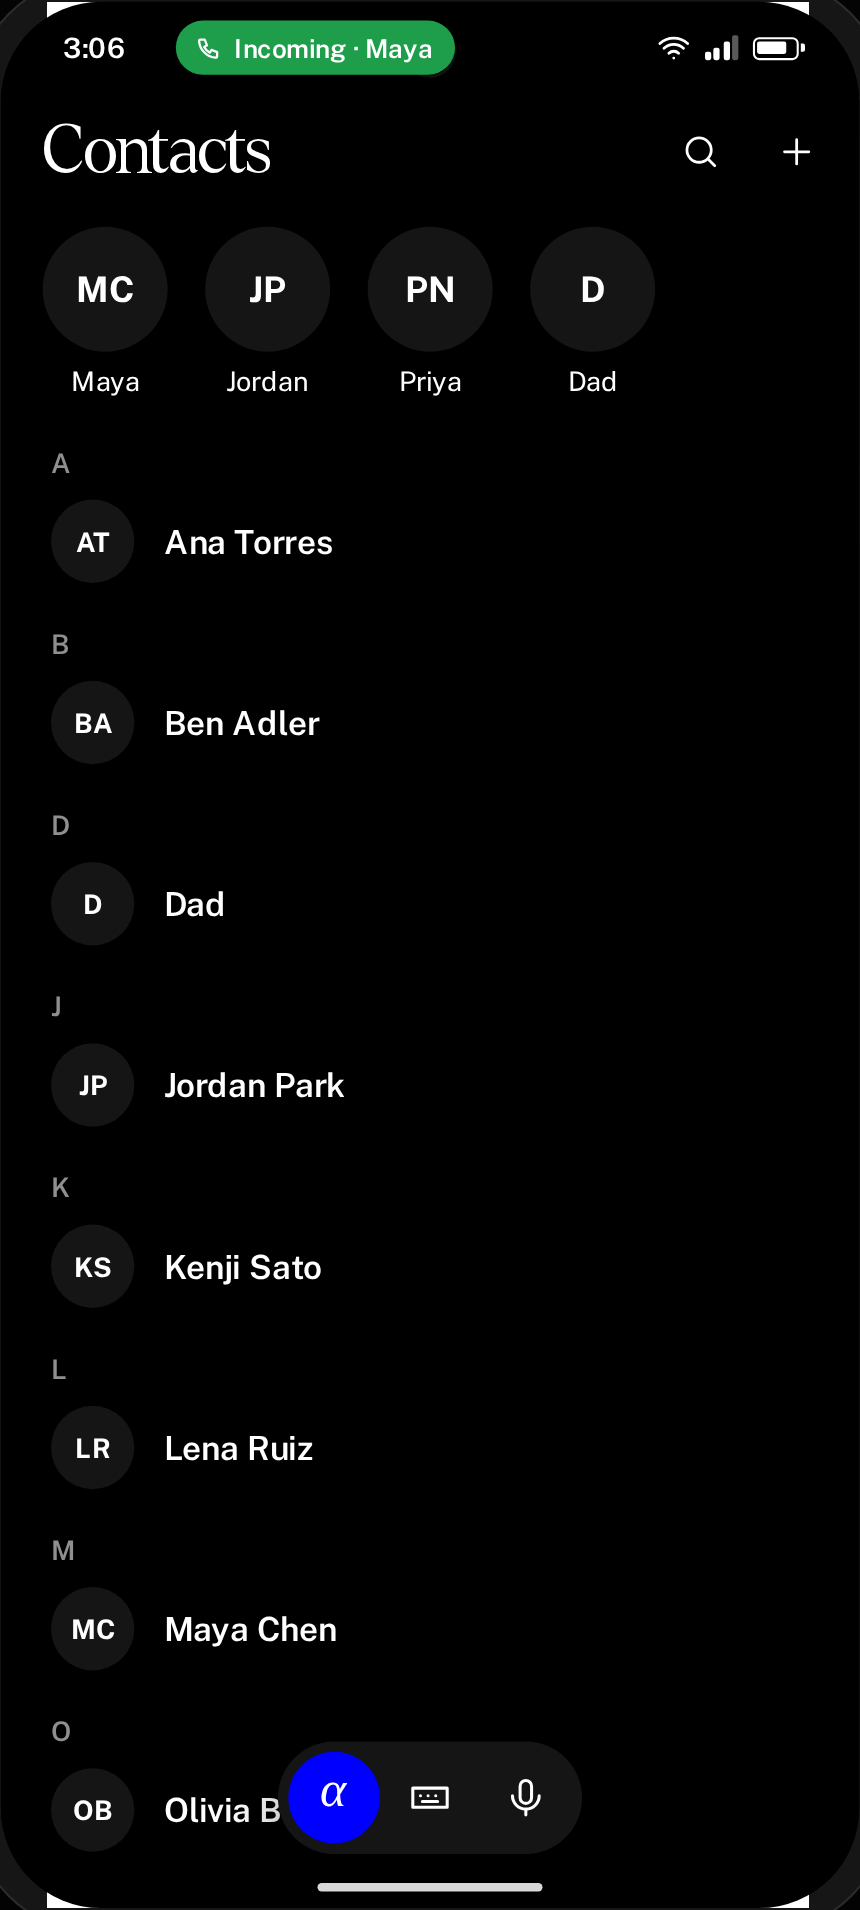 3:06
Incoming · Maya
Contacts
MC
JP
PN
D
Maya
Jordan
Priya
Dad
A
AT
Ana Torres
B
BA
Ben Adler
D
D
Dad
J
JP
Jordan Park
K
KS
Kenji Sato
L
LR
Lena Ruiz
M
MC
Maya Chen
O
OB
Olivia B
α